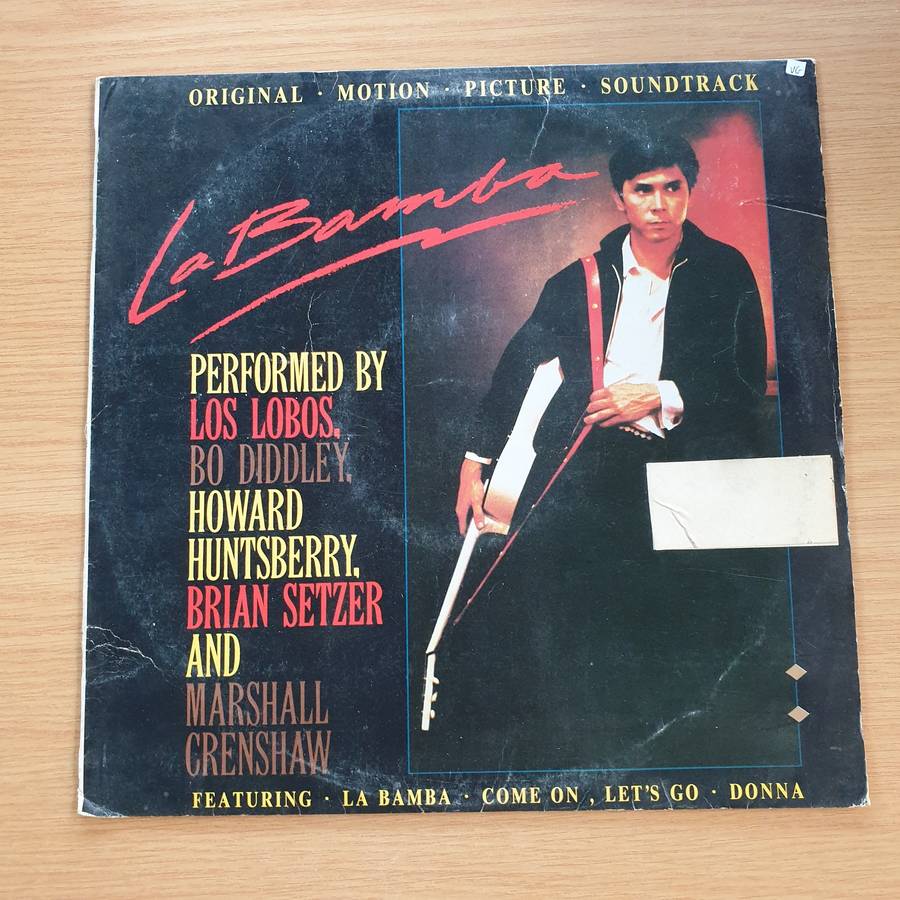 VG
ORIGINAL · MOTION · PICTURE · SOUNDTRACK
La Bamba
PERFORMED BY
LOS LOBOS,
BO DIDDLEY,
HOWARD
HUNTSBERRY,
BRIAN SETZER
AND
MARSHALL
CRENSHAW
FEATURING · LA BAMBA · COME ON , LET'S GO · DONNA